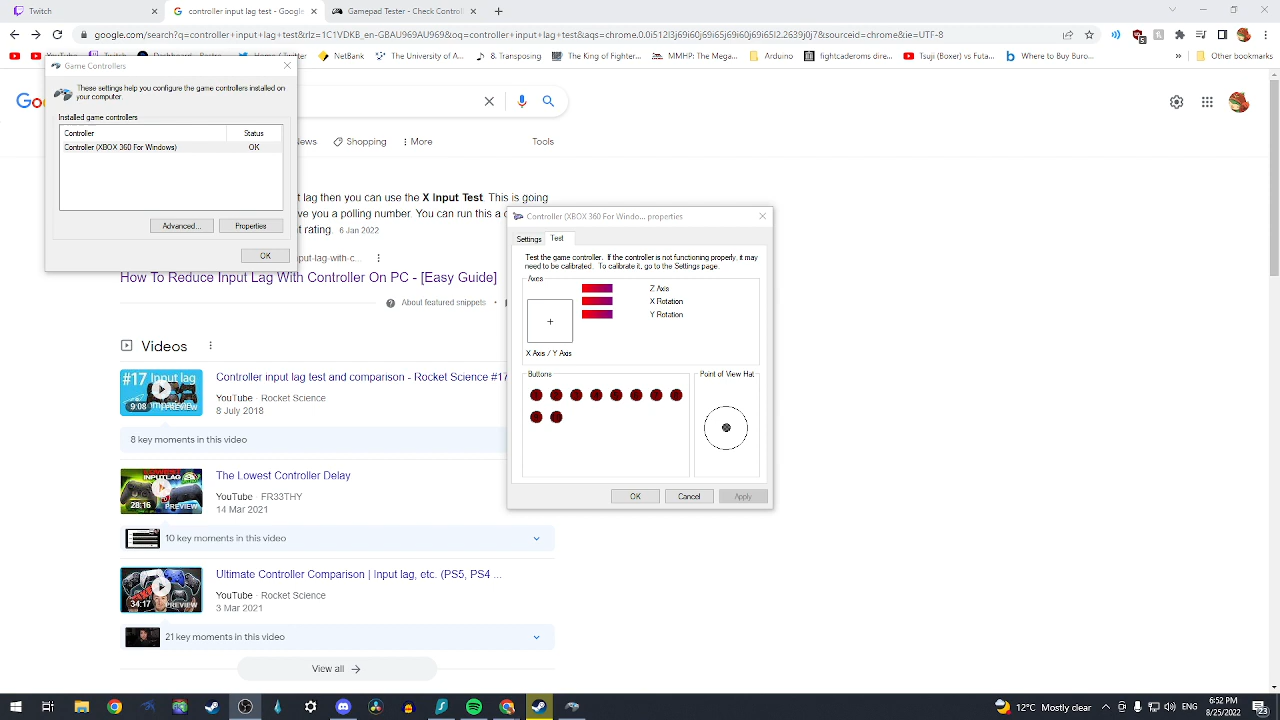 Twitch
controller input lag test - Google
Gamepad Tester - Check Control
google.com/search?q=controller+input+lag+test&rlz=1C1VDKB_en-GBAU969AU969&oq=controll+input+lag+test&aqs=chrome.0.0i512l3j69i60j69i65j69i60j69i65l2.2639j0j7&sourceid=chrome&ie=UTF-8
NetBank
The University of A...
8. Transposing
The King of Fighter...
MMHP: The Mega...
Arduino
fightcaderoms dire...
Tsuji (Boxer) vs Futa...
Where to Buy Buro...
Other bookmarks
Game Controllers
These settings help you configure the game controllers installed on
your computer.
Installed game controllers
Controller Status
Controller (XBOX 360 For Windows) OK
Advanced... Properties
OK
News
Shopping
More
Tools
lag then you can use the X Input Test. This is going
ve you a polling number. You can run this a
t rating. 6 Jan 2022
put-lag-with-c...
How To Reduce Input Lag With Controller On PC - [Easy Guide]
About featured snippets
Videos
#17 Input lag
9:08 PREVIEW
Controller input lag test and comparison - Rocket Science #17
YouTube · Rocket Science
8 July 2018
8 key moments in this video
28:16 PREVIEW
The Lowest Controller Delay
YouTube · FR33THY
14 Mar 2021
10 key moments in this video
34:17 PREVIEW
Ultimate Controller Comparison | Input lag, etc. (PS5, PS4 ...
YouTube · Rocket Science
3 Mar 2021
21 key moments in this video
View all
Controller (XBOX 360 For Windo... properties
Settings Test
Test the game controller. If the controller is not functioning properly, it may
need to be calibrated. To calibrate it, go to the Settings page.
Axes
Z Axis
X Rotation
Y Rotation
X Axis / Y Axis
Buttons
Point of View Hat
OK Cancel Apply
12°C Mostly clear
ENG
6:52 PM
8/25/2022